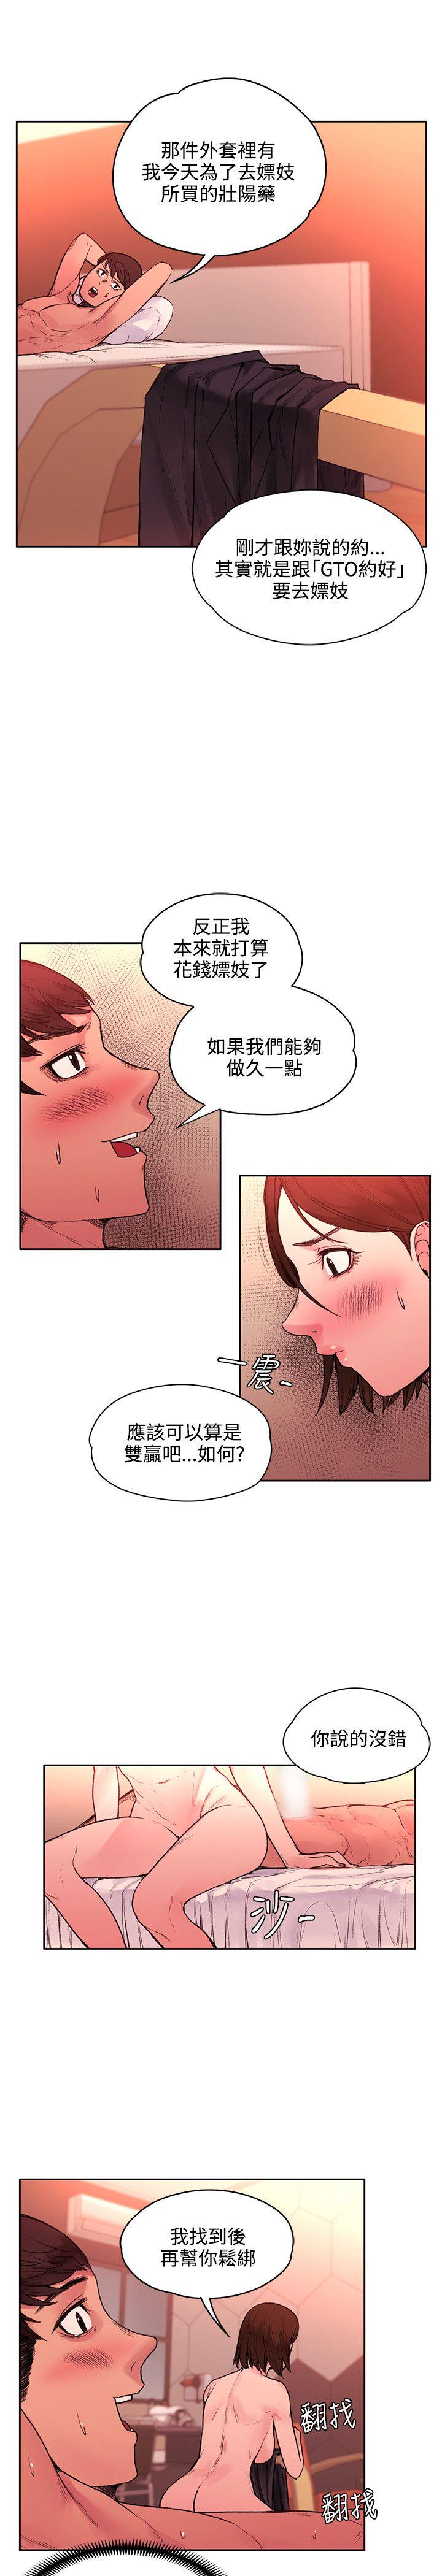 那件外套裡有
我今天為了去嫖妓
所買的壯陽藥
剛才跟妳說的約...
其實就是跟「GTO約好」
要去嫖妓
反正我
本來就打算
花錢嫖妓了
如果我們能夠
做久一點
一震-
應該可以算是
雙贏吧...如何?
你說的沒錯
沙-
我找到後
再幫你鬆綁
翻找
翻找